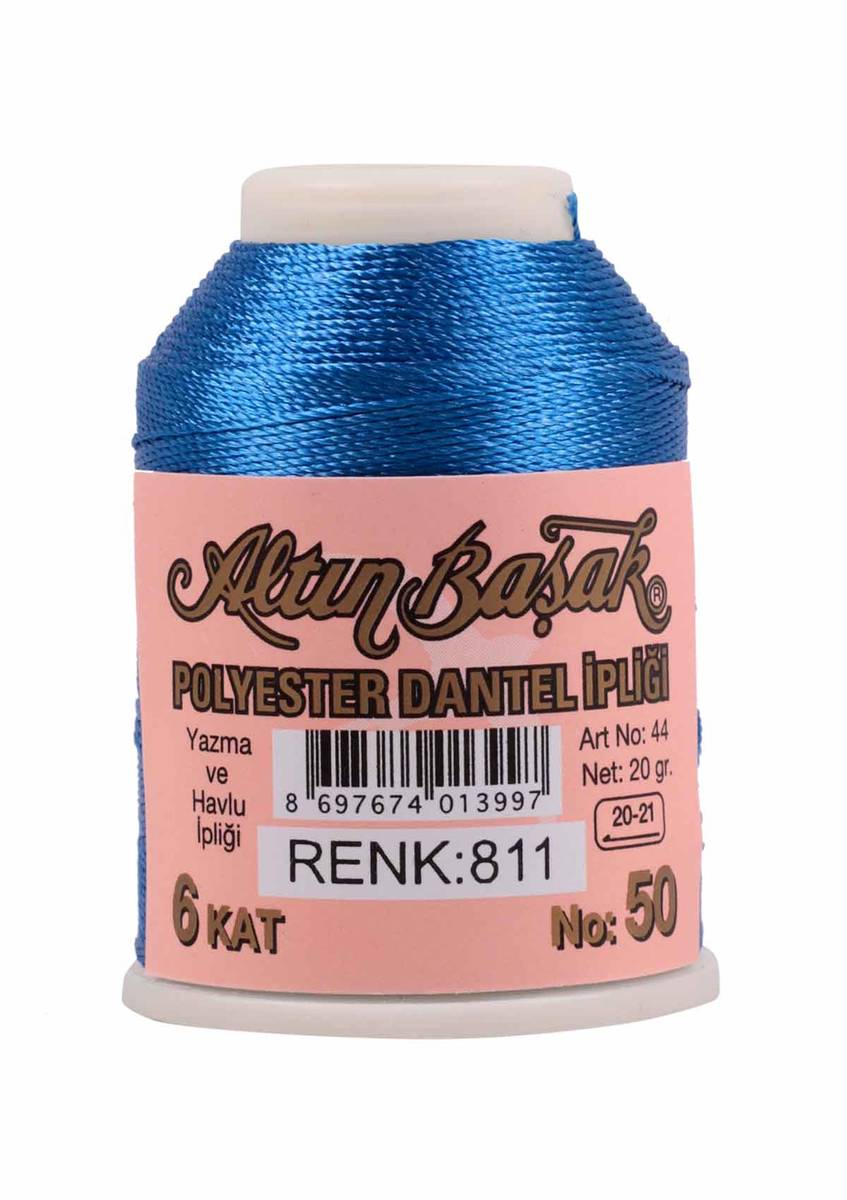 Altın Başak ®
POLYESTER DANTEL İPLİĞİ
Yazma
ve
Havlu
İpliği
8 697674 013997
Art No: 44
Net: 20 gr.
20-21
RENK:811
6 KAT
No: 50